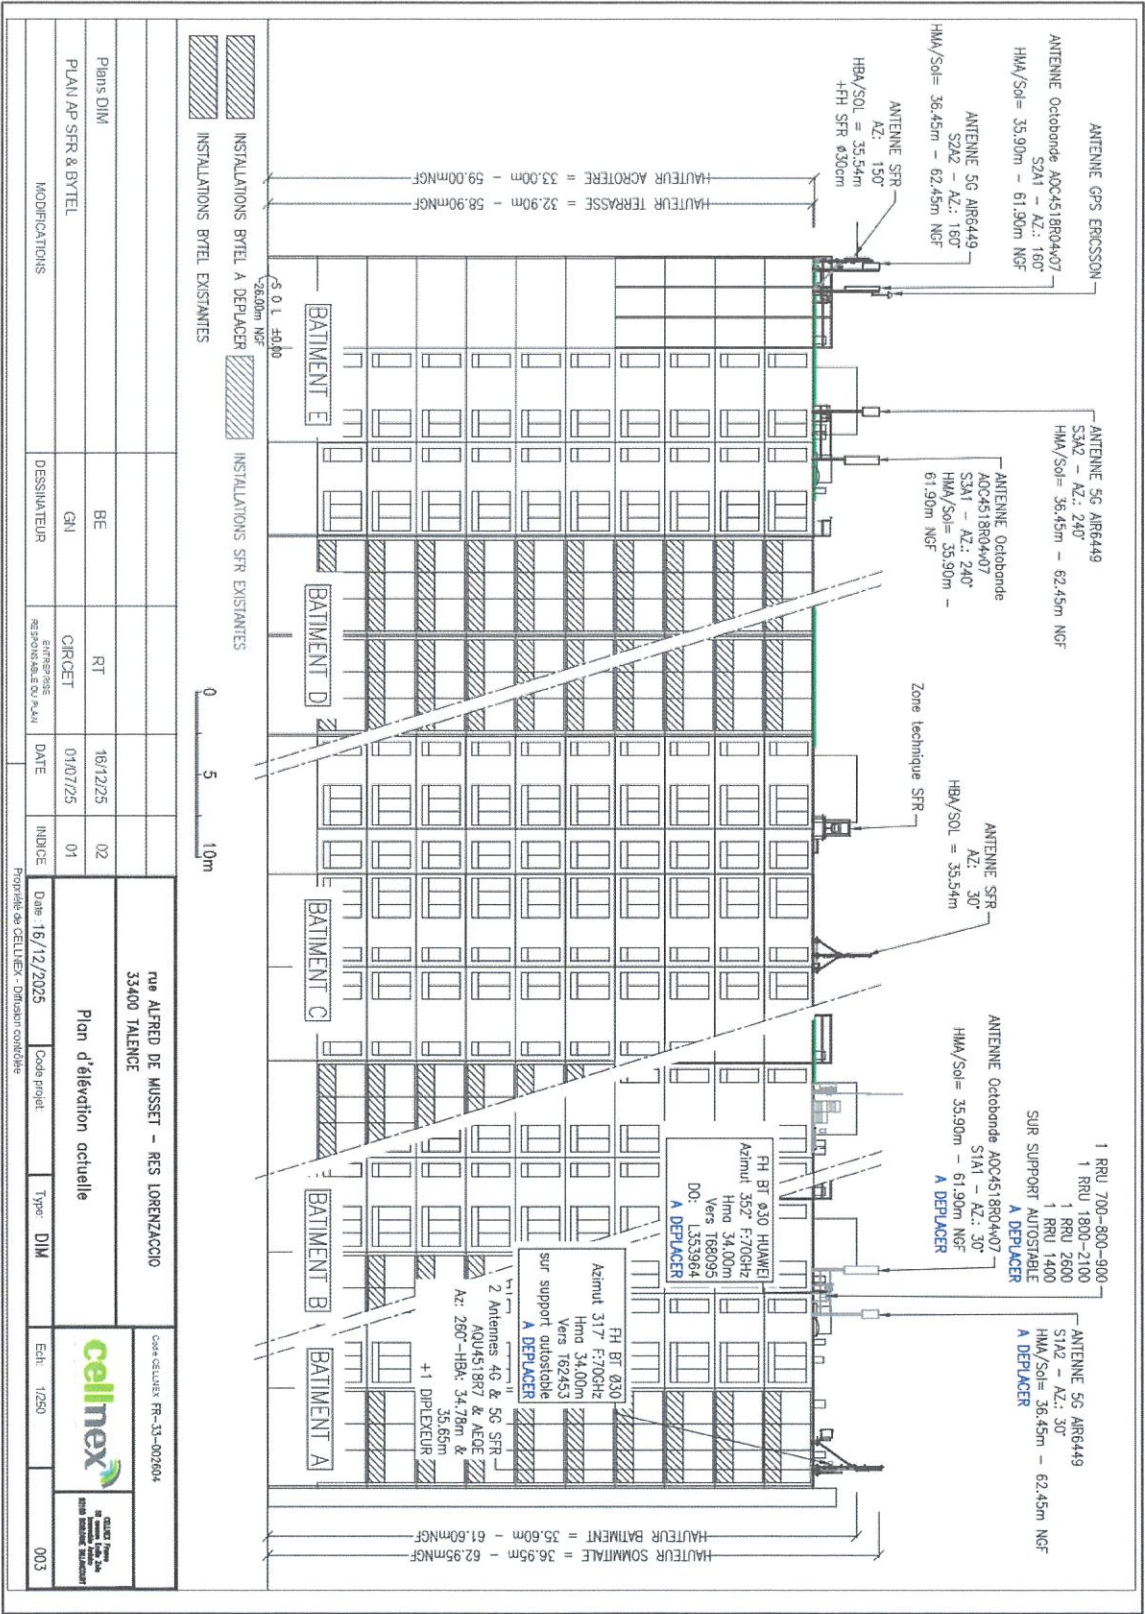 ANTENNE GPS ERICSSON
ANTENNE Octobande AOC4518R04v07
S2A1 - AZ.: 160°
HMA/Sol= 35.90m - 61.90m NGF
ANTENNE 5G AIR6449
S2A2 - AZ.: 160°
HMA/Sol= 36.45m - 62.45m NGF
ANTENNE SFR
AZ: 150°
HBA/SOL = 35.54m
+FH SFR ø30cm
ANTENNE 5G AIR6449
S3A2 - AZ.: 240°
HMA/Sol= 36.45m - 62.45m NGF
ANTENNE Octobande
AOC4518R04v07
S3A1 - AZ.: 240°
HMA/Sol= 35.90m -
61.90m NGF
Zone technique SFR
ANTENNE SFR
AZ: 30°
HBA/SOL = 35.54m
1 RRU 700-800-900
1 RRU 1800-2100
1 RRU 2600
1 RRU 1400
SUR SUPPORT AUTOSTABLE
A DEPLACER
ANTENNE Octobande AOC4518R04v07
S1A1 - AZ.: 30°
HMA/Sol= 35.90m - 61.90m NGF
A DEPLACER
ANTENNE 5G AIR6449
S1A2 - AZ.: 30°
HMA/Sol= 36.45m - 62.45m NGF
A DEPLACER
HAUTEUR ACROTERE = 33.00m - 59.00mNGF
HAUTEUR TERRASSE = 32.90m - 58.90mNGF
FH BT ø30 HUAWEI
Azimut 352° F:70GHz
Hma 34.00m
Vers T68095
DO: L353964
A DEPLACER
FH BT Ø30
Azimut 317° F:70GHz
Hma 34.00m
Vers T62453
sur support autostable
A DEPLACER
2 Antennes 4G & 5G SFR
AQU4518R7 & AEQE
Az: 260°-HBA: 34.78m &
35.65m
+1 DIPLEXEUR
HAUTEUR BATIMENT = 35.60m - 61.60mNGF
HAUTEUR SOMMITALE = 36.95m - 62.95mNGF
S O L ±0.00
26.00m NGF
BATIMENT E
BATIMENT D
BATIMENT C
BATIMENT B
BATIMENT A
INSTALLATIONS BYTEL A DEPLACER
INSTALLATIONS SFR EXISTANTES
INSTALLATIONS BYTEL EXISTANTES
0 5 10m
Plans DIM BE RT 16/12/25 02
PLAN AP SFR & BYTEL GN CIRCET 01/07/25 01
MODIFICATIONS DESSINATEUR ENTREPRISE RESPONSABLE DU PLAN DATE INDICE
rue ALFRED DE MUSSET - RES LORENZACCIO
33400 TALENCE
Code CELLNEX FR-33-002604
Plan d'élévation actuelle
cellnex
CELLNEX France
Date : 16/12/2025 Code projet: Type: DIM Ech: 1/250 003
Propriété de CELLNEX - Diffusion contrôlée